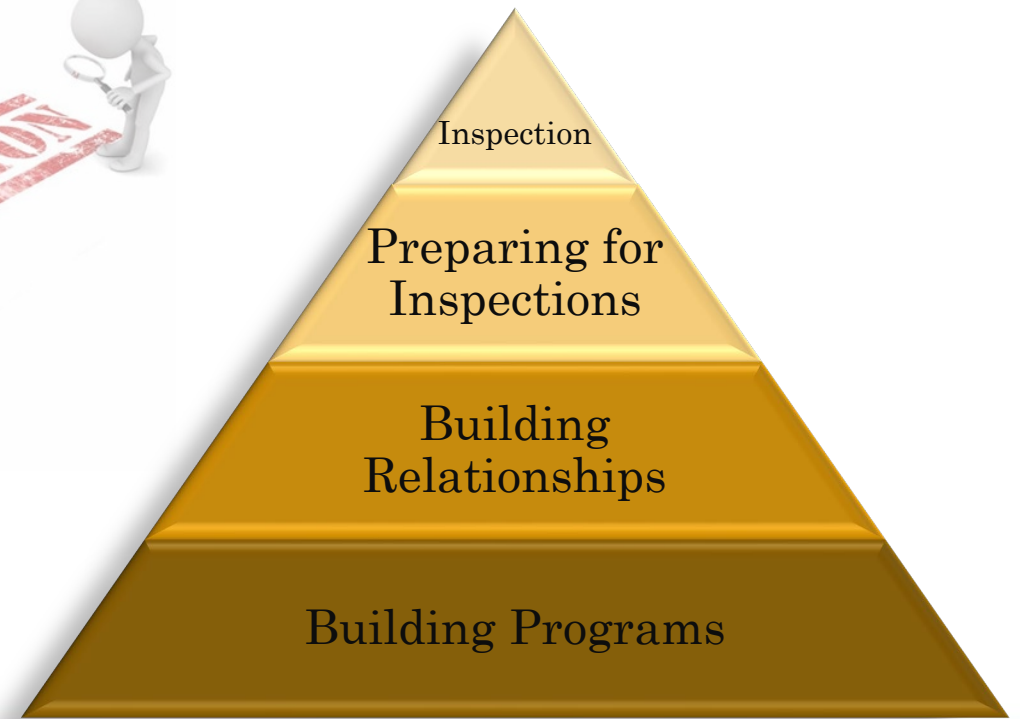 Inspection
Preparing for
Inspections
Building
Relationships
Building Programs